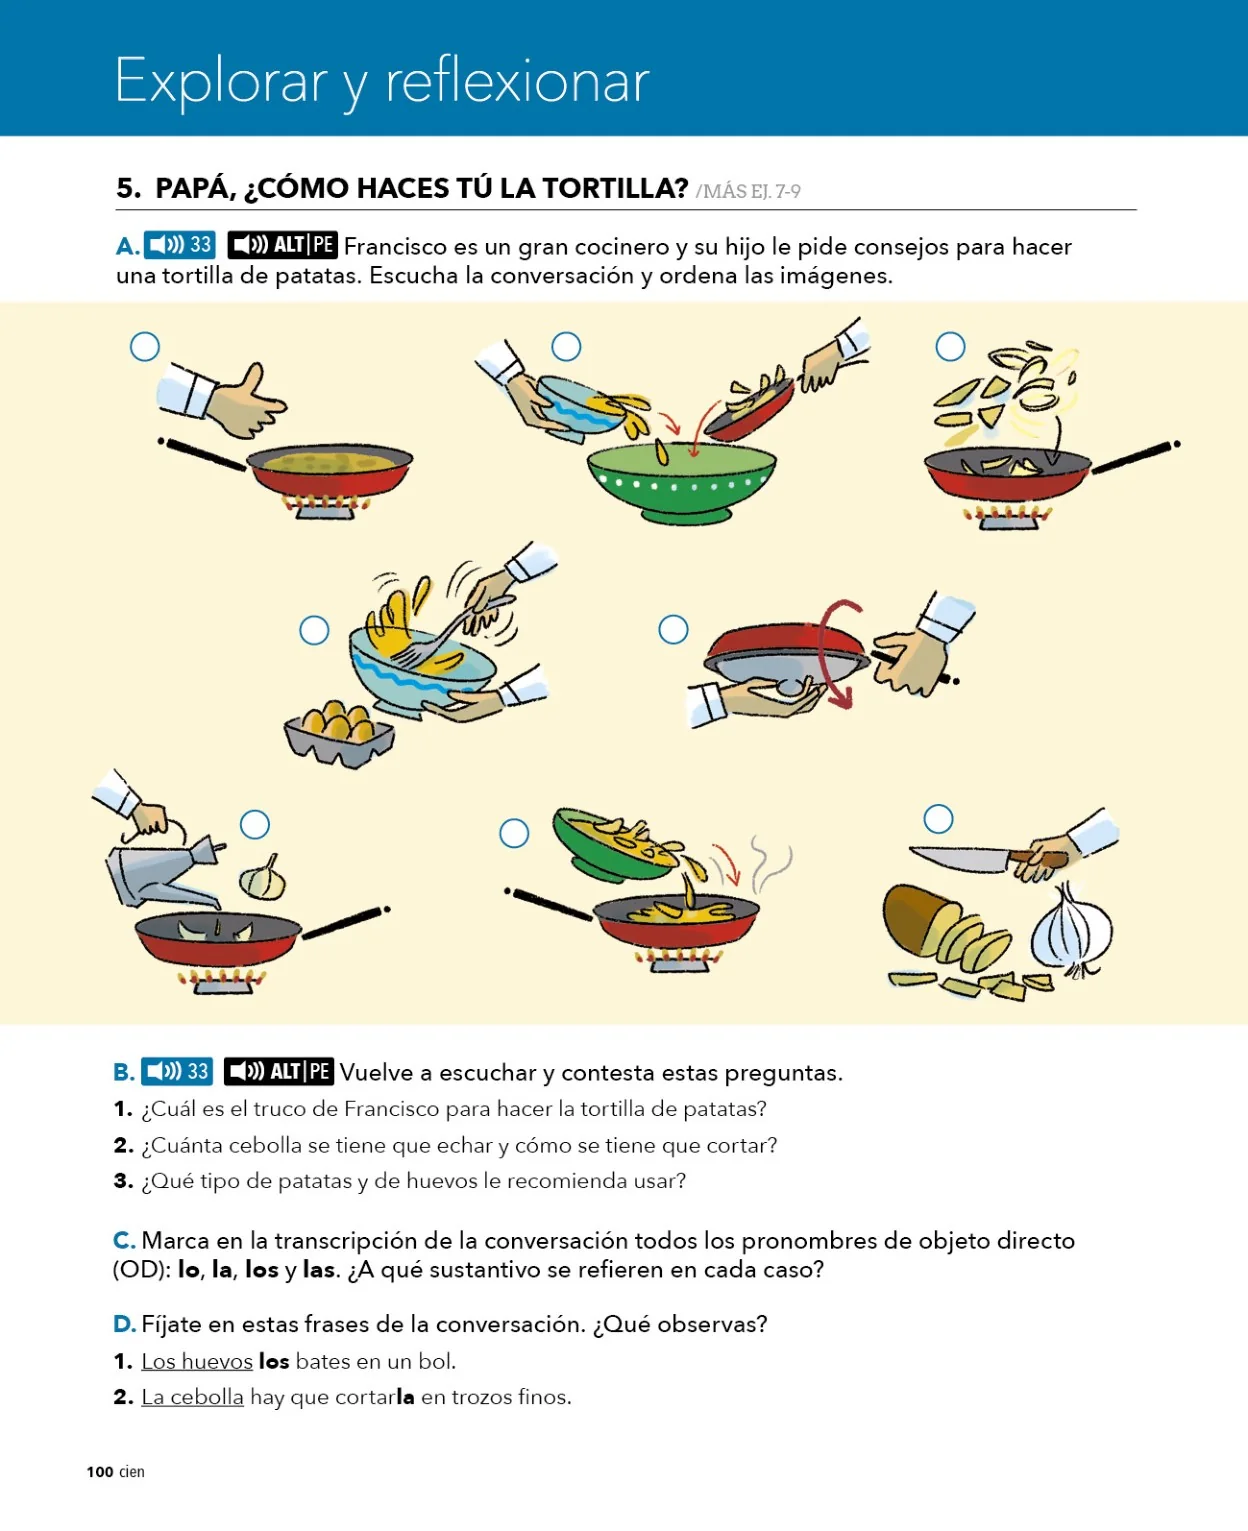 Explorar y reflexionar
5. PAPÁ, ¿CÓMO HACES TÚ LA TORTILLA? /MÁS EJ. 7-9
A. 33 ALT|PE Francisco es un gran cocinero y su hijo le pide consejos para hacer
una tortilla de patatas. Escucha la conversación y ordena las imágenes.
B. 33 ALT|PE Vuelve a escuchar y contesta estas preguntas.
1. ¿Cuál es el truco de Francisco para hacer la tortilla de patatas?
2. ¿Cuánta cebolla se tiene que echar y cómo se tiene que cortar?
3. ¿Qué tipo de patatas y de huevos le recomienda usar?
C. Marca en la transcripción de la conversación todos los pronombres de objeto directo
(OD): lo, la, los y las. ¿A qué sustantivo se refieren en cada caso?
D. Fíjate en estas frases de la conversación. ¿Qué observas?
1. Los huevos los bates en un bol.
2. La cebolla hay que cortarla en trozos finos.
100 cien